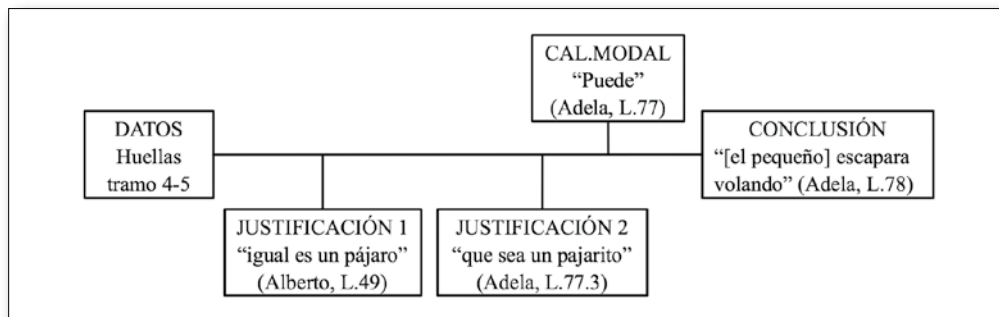 CAL.MODAL
“Puede”
(Adela, L.77)
DATOS
Huellas
tramo 4-5
CONCLUSIÓN
“[el pequeño] escapara
volando” (Adela, L.78)
JUSTIFICACIÓN 1
“igual es un pájaro”
(Alberto, L.49)
JUSTIFICACIÓN 2
“que sea un pajarito”
(Adela, L.77.3)